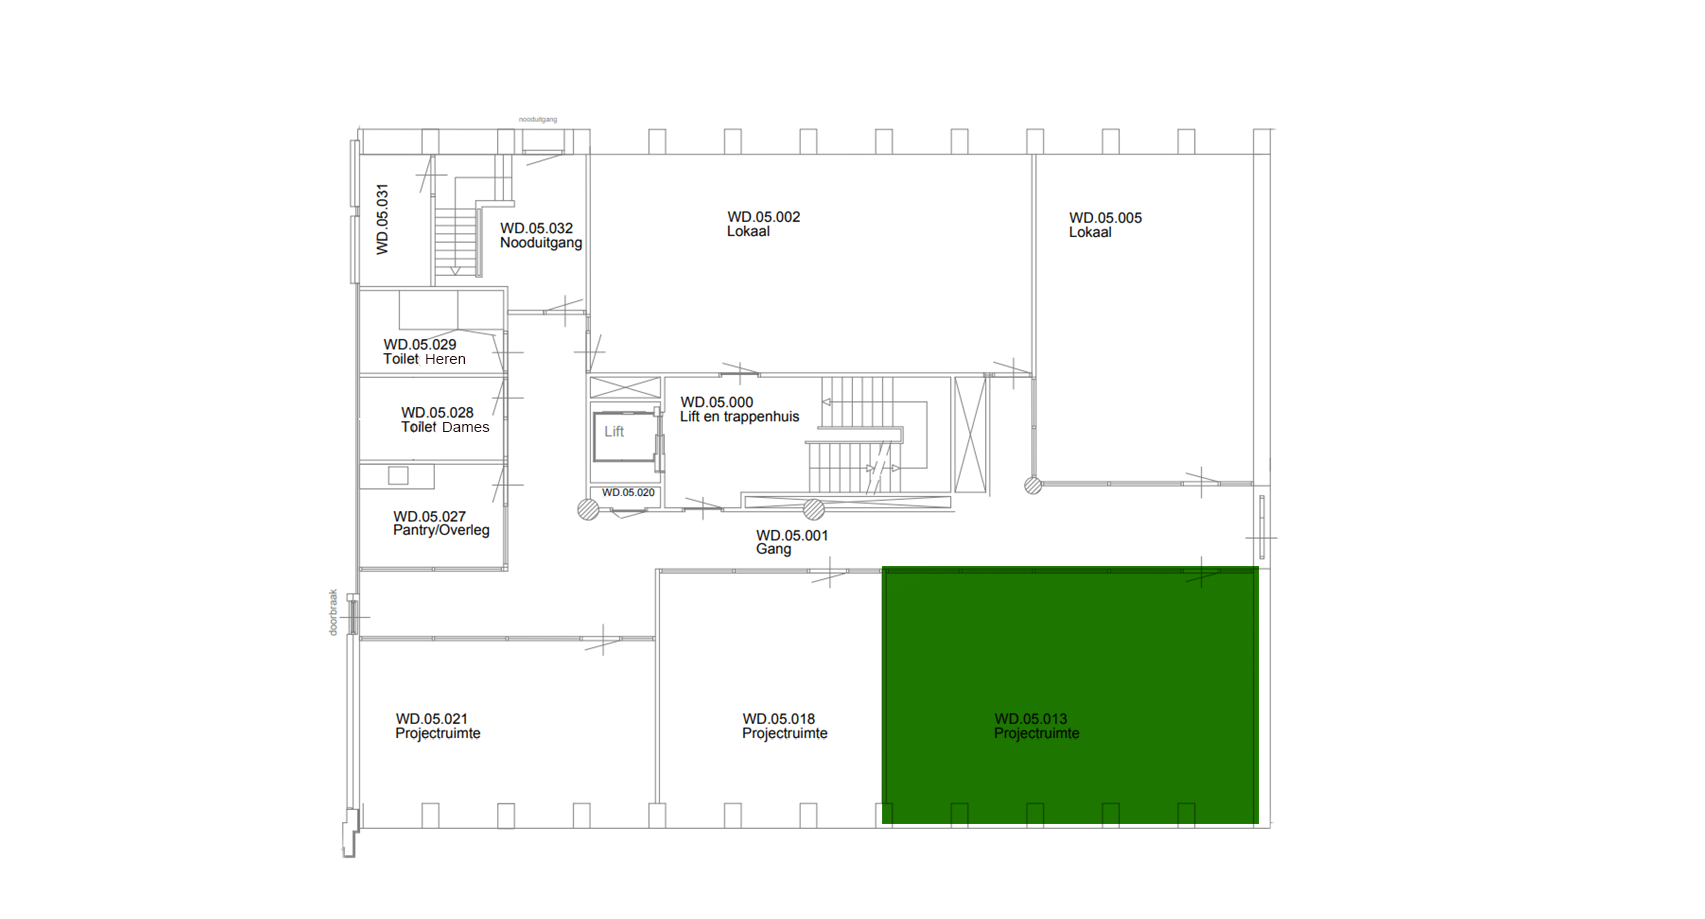 nooduitgang
WD.05.031
WD.05.032
Nooduitgang
WD.05.002
Lokaal
WD.05.005
Lokaal
WD.05.029
Toilet Heren
WD.05.028
Toilet Dames
Lift
WD.05.000
Lift en trappenhuis
WD.05.020
WD.05.027
Pantry/Overleg
WD.05.001
Gang
doorbraak
WD.05.021
Projectruimte
WD.05.018
Projectruimte
WD.05.013
Projectruimte